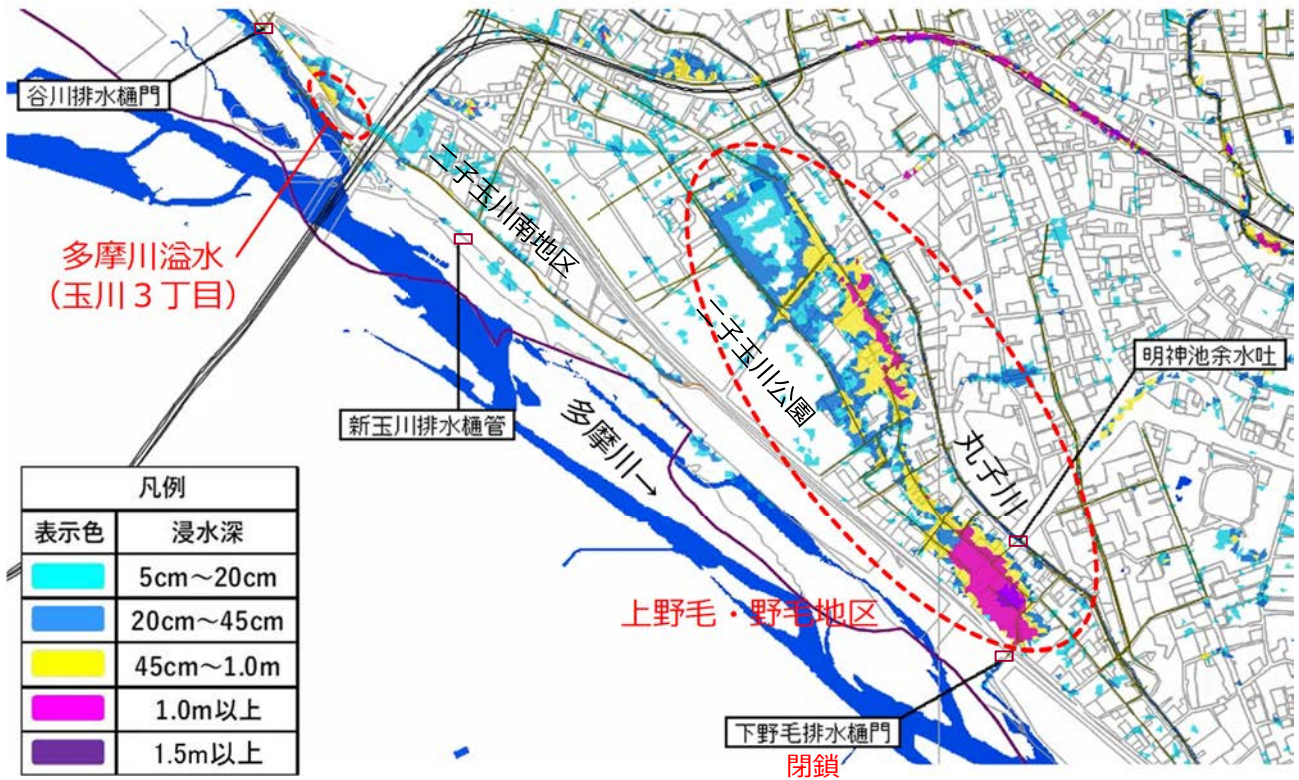 谷川排水樋門
多摩川溢水
（玉川３丁目）
二子玉川南地区
新玉川排水樋管
二子玉川公園
多摩川→
丸子川
明神池余水吐
上野毛・野毛地区
下野毛排水樋門
閉鎖
凡例
表示色 浸水深
5cm～20cm
20cm～45cm
45cm～1.0m
1.0m以上
1.5m以上